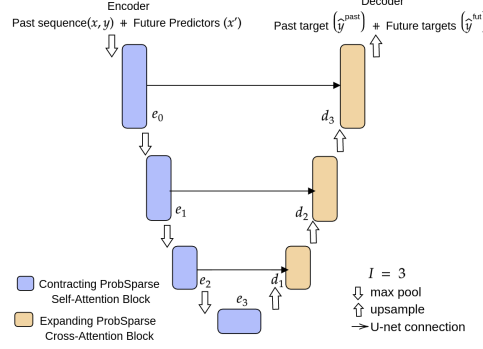 Encoder
Decoder
Past sequence(x, y) + Future Predictors (x′)
Past target (ŷ^past) + Future targets (ŷ^fut
e₀
d₃
e₁
d₂
e₂
d₁
e₃
I = 3
max pool
upsample
U-net connection
Contracting ProbSparse
Self-Attention Block
Expanding ProbSparse
Cross-Attention Block